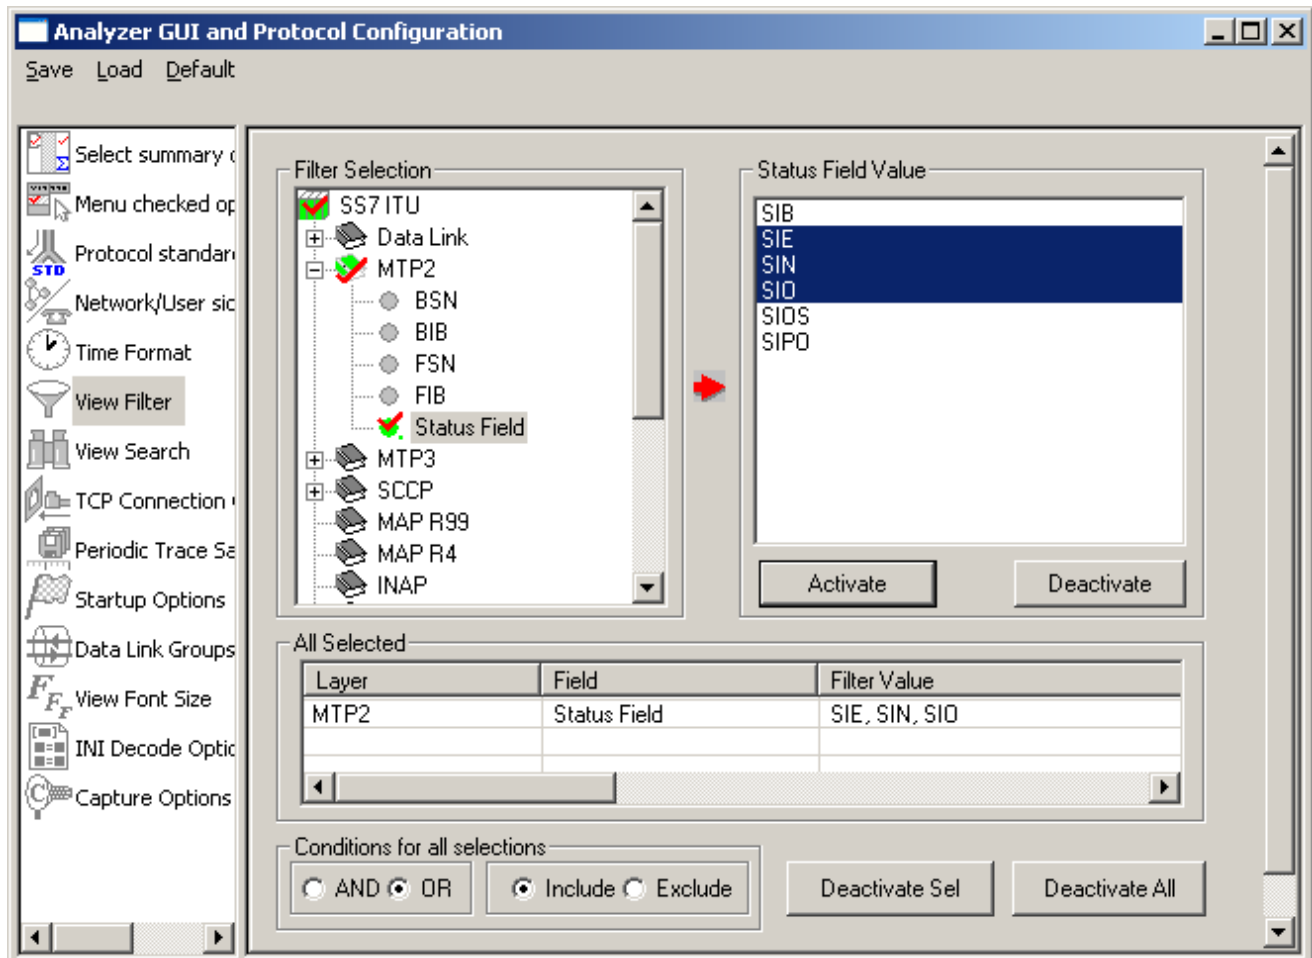 Analyzer GUI and Protocol Configuration
Save Load Default
Select summary
Menu checked op
Protocol standar
STD
Network/User sid
Time Format
View Filter
View Search
TCP Connection
Periodic Trace Sa
Startup Options
Data Link Groups
View Font Size
INI Decode Optio
Capture Options
Filter Selection
SS7 ITU
Data Link
MTP2
BSN
BIB
FSN
FIB
Status Field
MTP3
SCCP
MAP R99
MAP R4
INAP
Status Field Value
SIB
SIE
SIN
SIO
SIOS
SIPO
Activate Deactivate
All Selected
Layer Field Filter Value
MTP2 Status Field SIE, SIN, SIO
Conditions for all selections
AND OR Include Exclude
Deactivate Sel Deactivate All